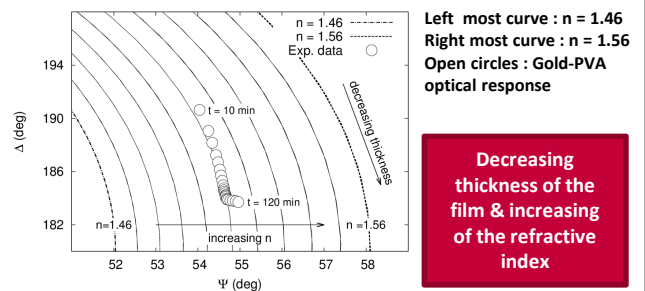 n = 1.46
n = 1.56
Exp. data
t = 10 min
decreasing thickness
t = 120 min
n=1.46
n=1.56
increasing n
194
190
186
182
Δ (deg)
52 53 54 55 56 57 58
Ψ (deg)
Left most curve : n = 1.46
Right most curve : n = 1.56
Open circles : Gold-PVA
optical response
Decreasing
thickness of the
film & increasing
of the refractive
index